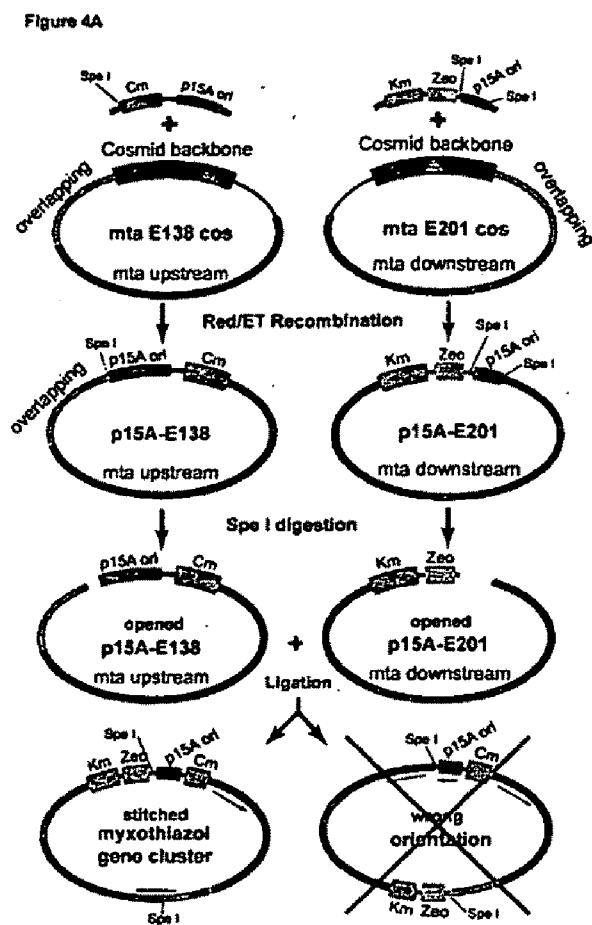 Figure 4A
Spe I
Cm
p15A ori
Km
Zeo
Spe I
p15A ori
Spe I
+
+
Cosmid backbone
Cosmid backbone
overlapping
overlapping
mta E138 cos
mta upstream
mta E201 cos
mta downstream
Red/ET Recombination
Spe I
p15A ori
Cm
Km
Zeo
Spe I
p15A ori
Spe I
overlapping
p15A-E138
mta upstream
p15A-E201
mta downstream
Spe I digestion
p15A ori
Cm
Km
Zeo
opened
p15A-E138
mta upstream
+
opened
p15A-E201
mta downstream
Ligation
Km
Zeo
Spe I
p15A ori
Cm
stitched
myxothiazol
gene cluster
Spe I
Spe I
p15A ori
Cm
wrong
orientation
Km
Zeo
Spe I